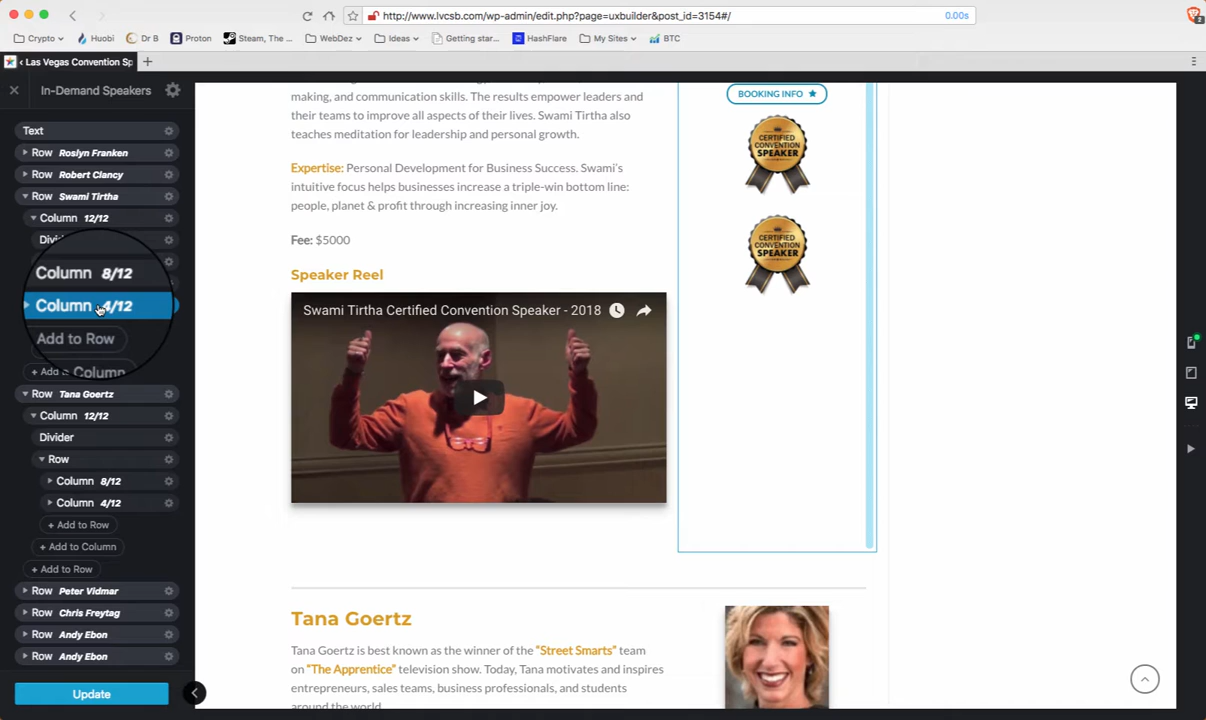 http://www.lvcsb.com/wp-admin/edit.php?page=uxbuilder&post_id=3154#/
0.00s
2
Crypto
Huobi
Dr B
Proton
Steam, The ...
WebDez
Ideas
Getting star...
HashFlare
My Sites
BTC
‹ Las Vegas Convention Sp
In-Demand Speakers
Text
Row Roslyn Franken
Row Robert Clancy
Row Swami Tirtha
Column 12/12
Column 8/12
Column 4/12
Add to Row
Column
Row Tana Goertz
Column 12/12
Divider
Row
Column 8/12
Column 4/12
+ Add to Row
+ Add to Column
+ Add to Row
Row Peter Vidmar
Row Chris Freytag
Row Andy Ebon
Row Andy Ebon
Update
making, and communication skills. The results empower leaders and
their teams to improve all aspects of their lives. Swami Tirtha also
teaches meditation for leadership and personal growth.
Expertise: Personal Development for Business Success. Swami's
intuitive focus helps businesses increase a triple-win bottom line:
people, planet & profit through increasing inner joy.
Fee: $5000
Speaker Reel
Swami Tirtha Certified Convention Speaker - 2018
BOOKING INFO
CERTIFIED
CONVENTION
SPEAKER
CERTIFIED
CONVENTION
SPEAKER
Tana Goertz
Tana Goertz is best known as the winner of the "Street Smarts" team
on "The Apprentice" television show. Today, Tana motivates and inspires
entrepreneurs, sales teams, business professionals, and students
around the world.